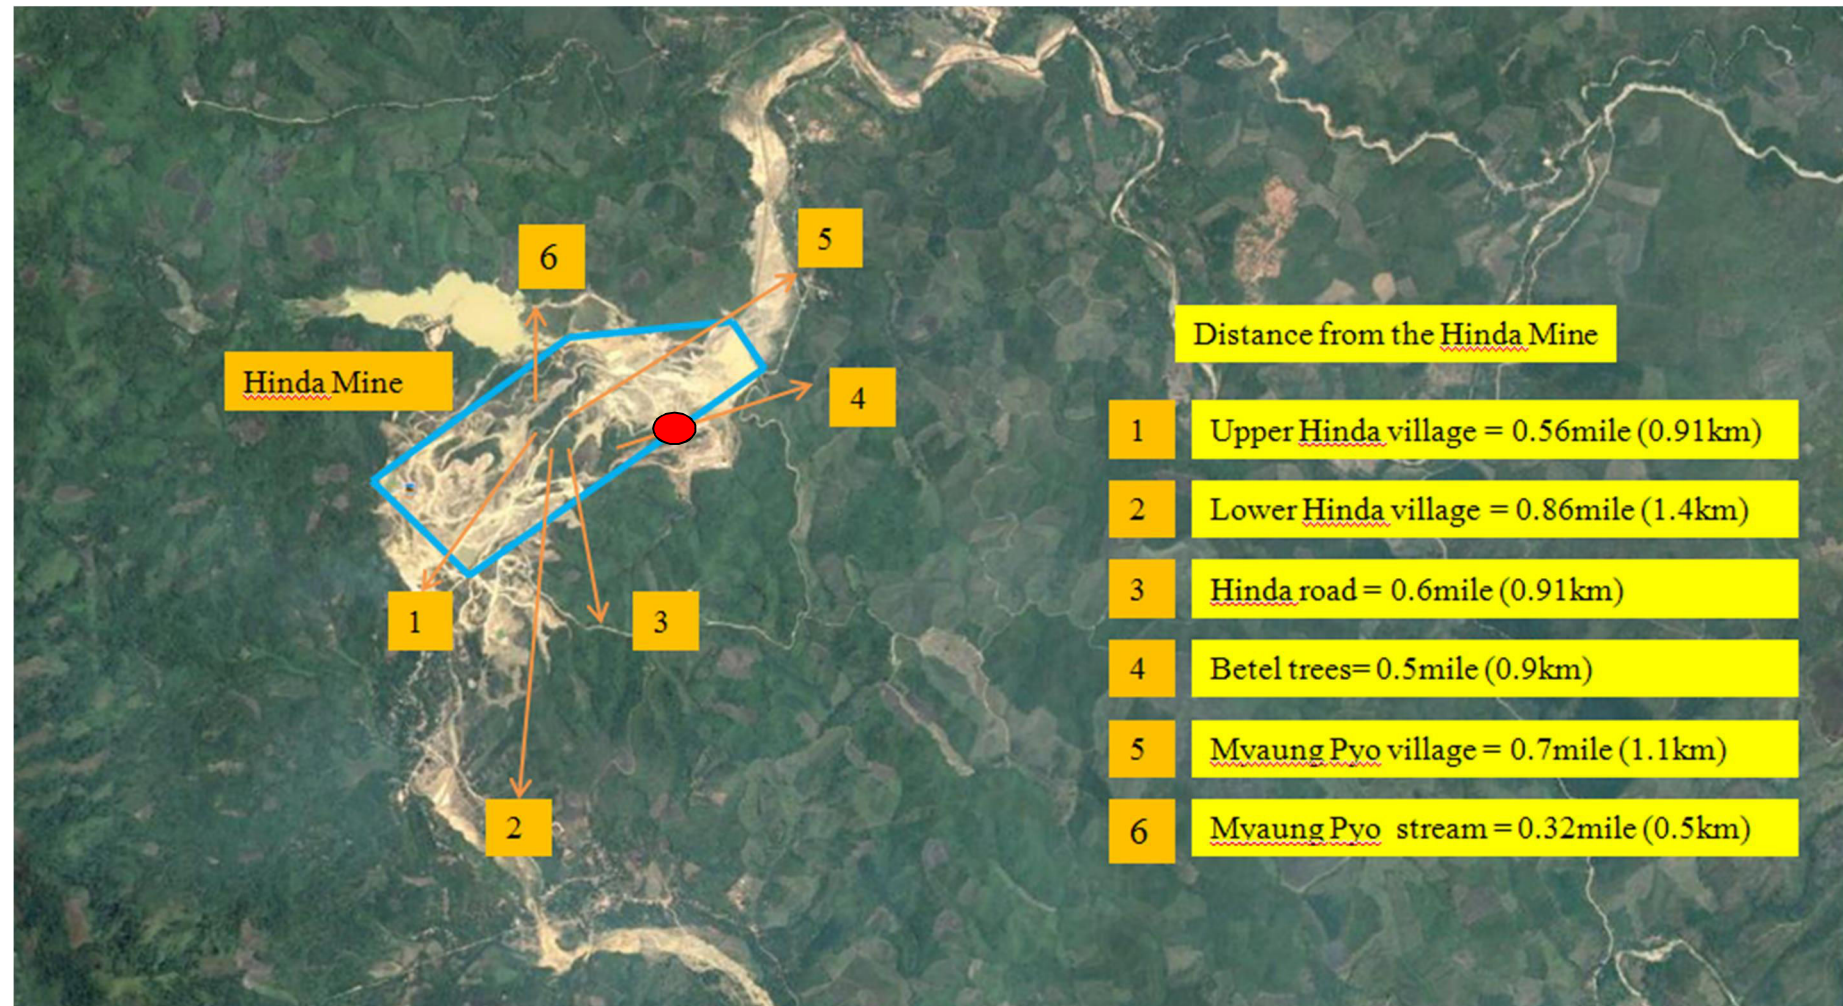 6
5
Hinda Mine
4
1
3
2
Distance from the Hinda Mine
1 Upper Hinda village = 0.56mile (0.91km)
2 Lower Hinda village = 0.86mile (1.4km)
3 Hinda road = 0.6mile (0.91km)
4 Betel trees= 0.5mile (0.9km)
5 Myaung Pyo village = 0.7mile (1.1km)
6 Myaung Pyo stream = 0.32mile (0.5km)